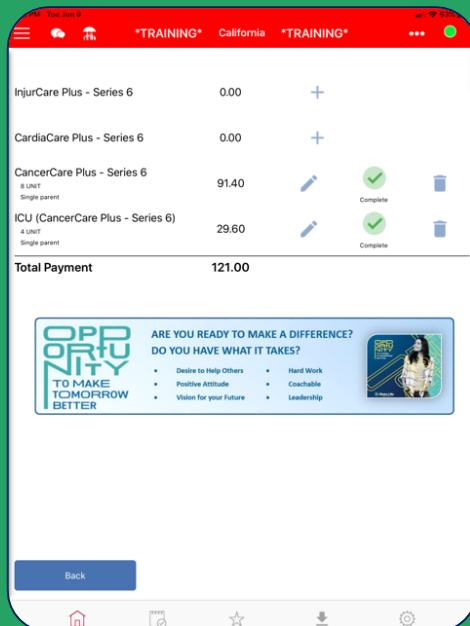 PM Tue Jun 9
63%
*TRAINING* California *TRAINING*
InjurCare Plus - Series 6 0.00
CardiaCare Plus - Series 6 0.00
CancerCare Plus - Series 6 91.40
8 UNIT
Single parent
Complete
ICU (CancerCare Plus - Series 6) 29.60
4 UNIT
Single parent
Complete
Total Payment 121.00
OPPORTUNITY
TO MAKE
TOMORROW
BETTER
ARE YOU READY TO MAKE A DIFFERENCE?
DO YOU HAVE WHAT IT TAKES?
• Desire to Help Others • Hard Work
• Positive Attitude • Coachable
• Vision for your Future • Leadership
Back